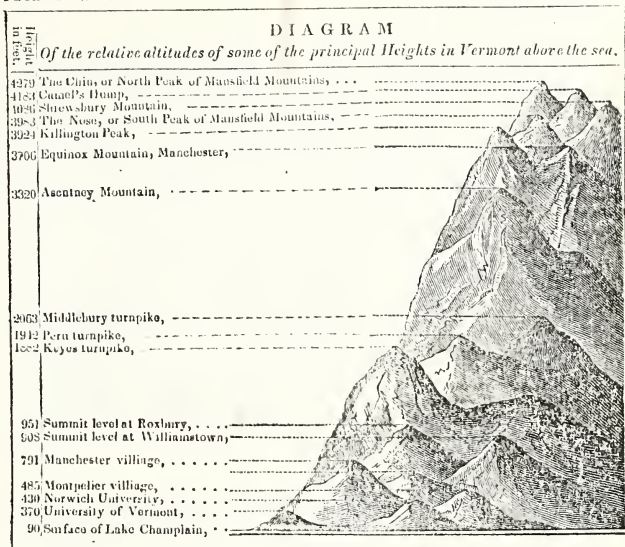 DIAGRAM
Height in feet.
Of the relative altitudes of some of the principal Heights in Vermont above the sea.
4279 The Chin, or North Peak of Mansfield Mountains, ...
4183 Camel's Hump,
4086 Shrewsbury Mountain,
3983 The Nose, or South Peak of Mansfield Mountains,
3924 Killington Peak,
3706 Equinox Mountain, Manchester,
3320 Ascutney Mountain,
2063 Middlebury turnpike,
1942 Peru turnpike,
Keyes turnpike,
951 Summit level at Roxbury, ....
908 Summit level at Williamstown,
791 Manchester villiage, ......
485 Montpelier villiage, ......
430 Norwich University, ......
370 University of Vermont, ....
90 Surface of Lake Champlain, ..